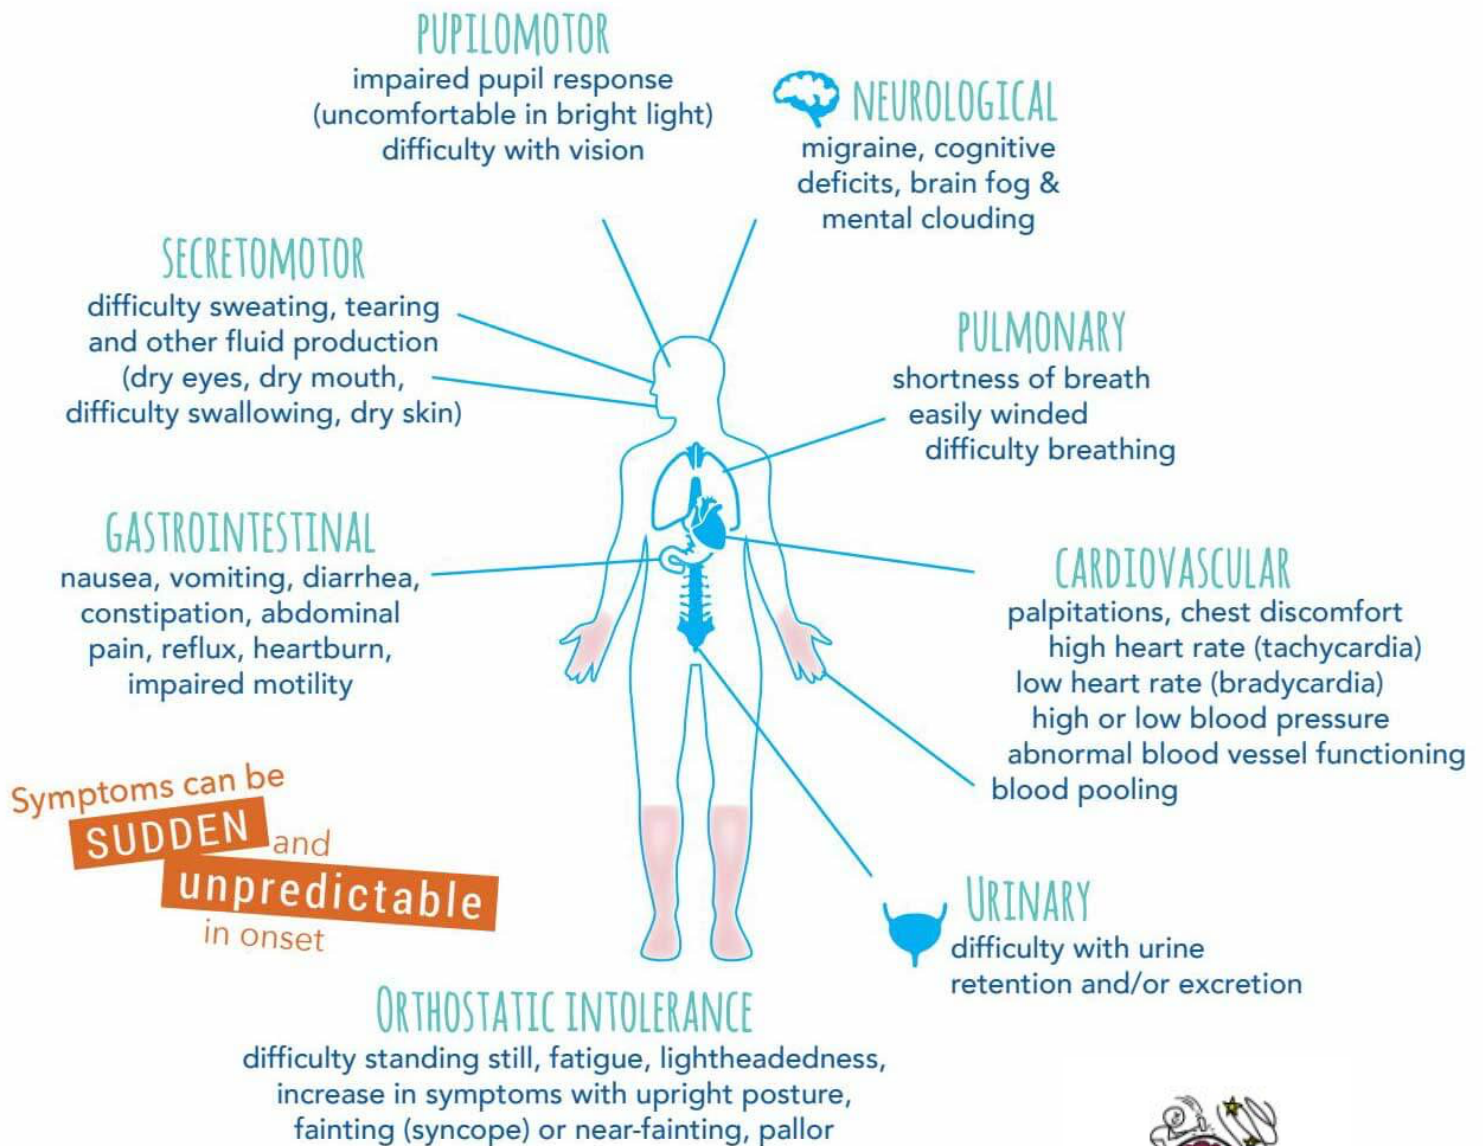 PUPILOMOTOR
impaired pupil response
(uncomfortable in bright light)
difficulty with vision
NEUROLOGICAL
migraine, cognitive
deficits, brain fog &
mental clouding
SECRETOMOTOR
difficulty sweating, tearing
and other fluid production
(dry eyes, dry mouth,
difficulty swallowing, dry skin)
PULMONARY
shortness of breath
easily winded
difficulty breathing
GASTROINTESTINAL
nausea, vomiting, diarrhea,
constipation, abdominal
pain, reflux, heartburn,
impaired motility
CARDIOVASCULAR
palpitations, chest discomfort
high heart rate (tachycardia)
low heart rate (bradycardia)
high or low blood pressure
abnormal blood vessel functioning
blood pooling
Symptoms can be
SUDDEN and
unpredictable
in onset
URINARY
difficulty with urine
retention and/or excretion
ORTHOSTATIC INTOLERANCE
difficulty standing still, fatigue, lightheadedness,
increase in symptoms with upright posture,
fainting (syncope) or near-fainting, pallor